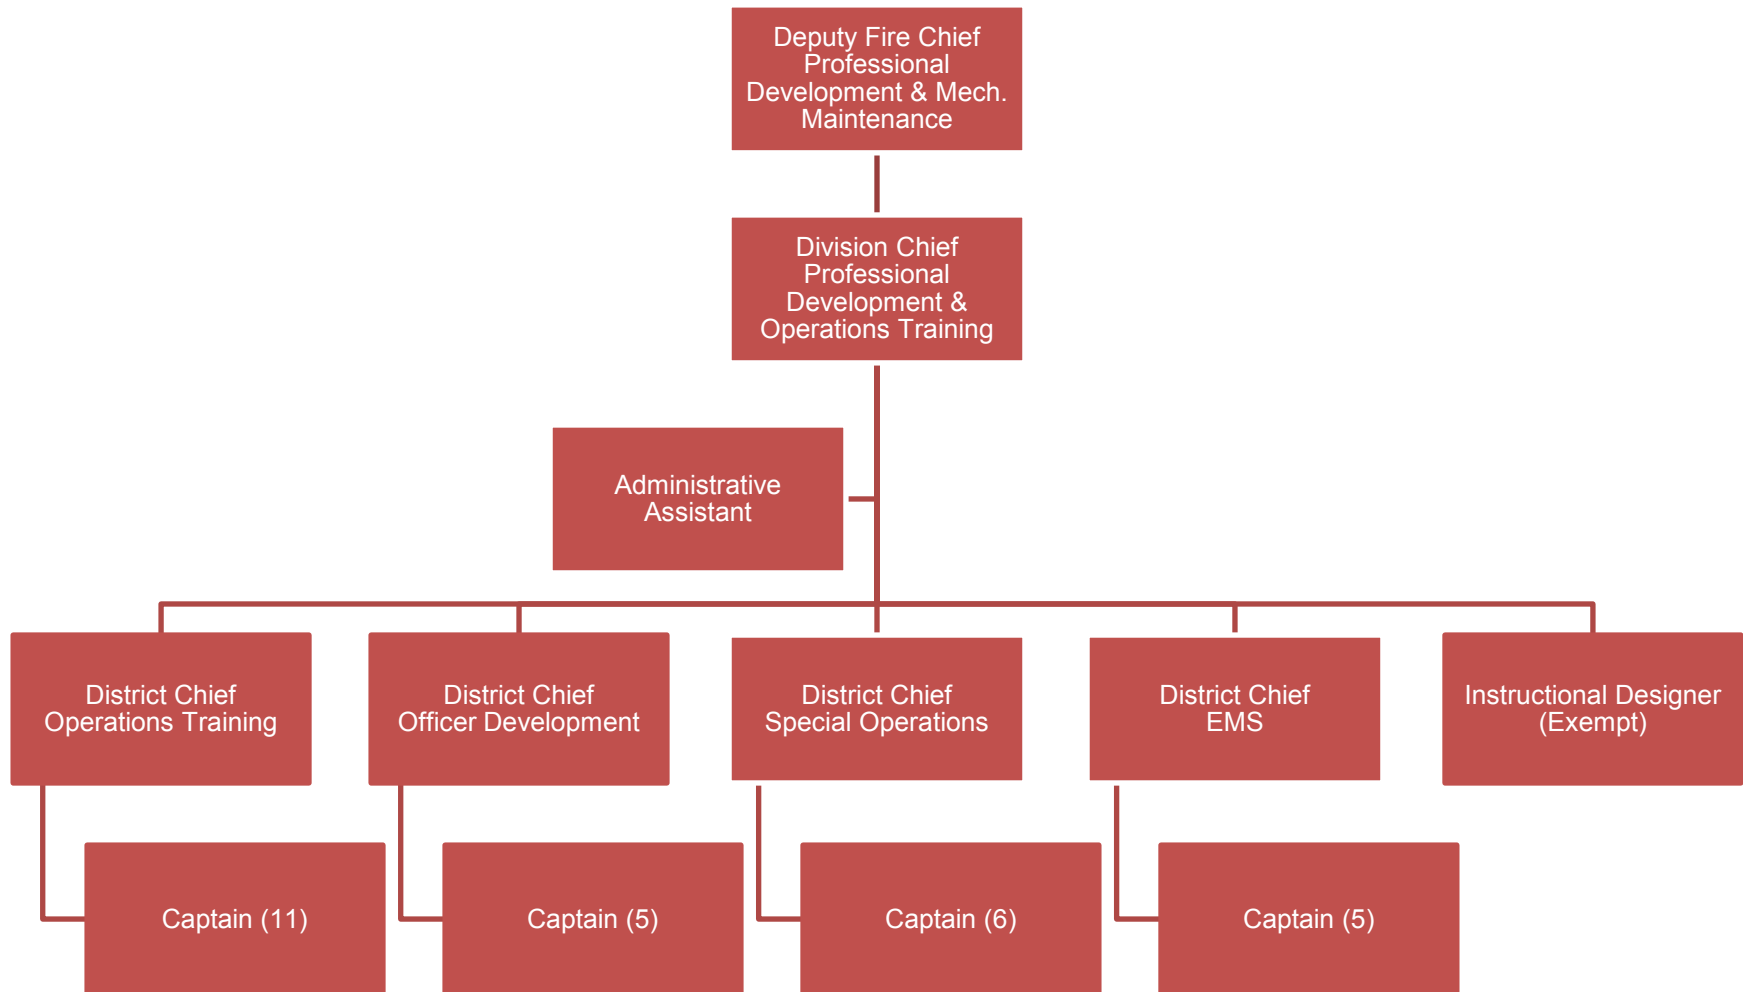 Deputy Fire Chief
Professional
Development & Mech.
Maintenance
Division Chief
Professional
Development &
Operations Training
Administrative
Assistant
District Chief
Operations Training
District Chief
Officer Development
District Chief
Special Operations
District Chief
EMS
Instructional Designer
(Exempt)
Captain (11)
Captain (5)
Captain (6)
Captain (5)